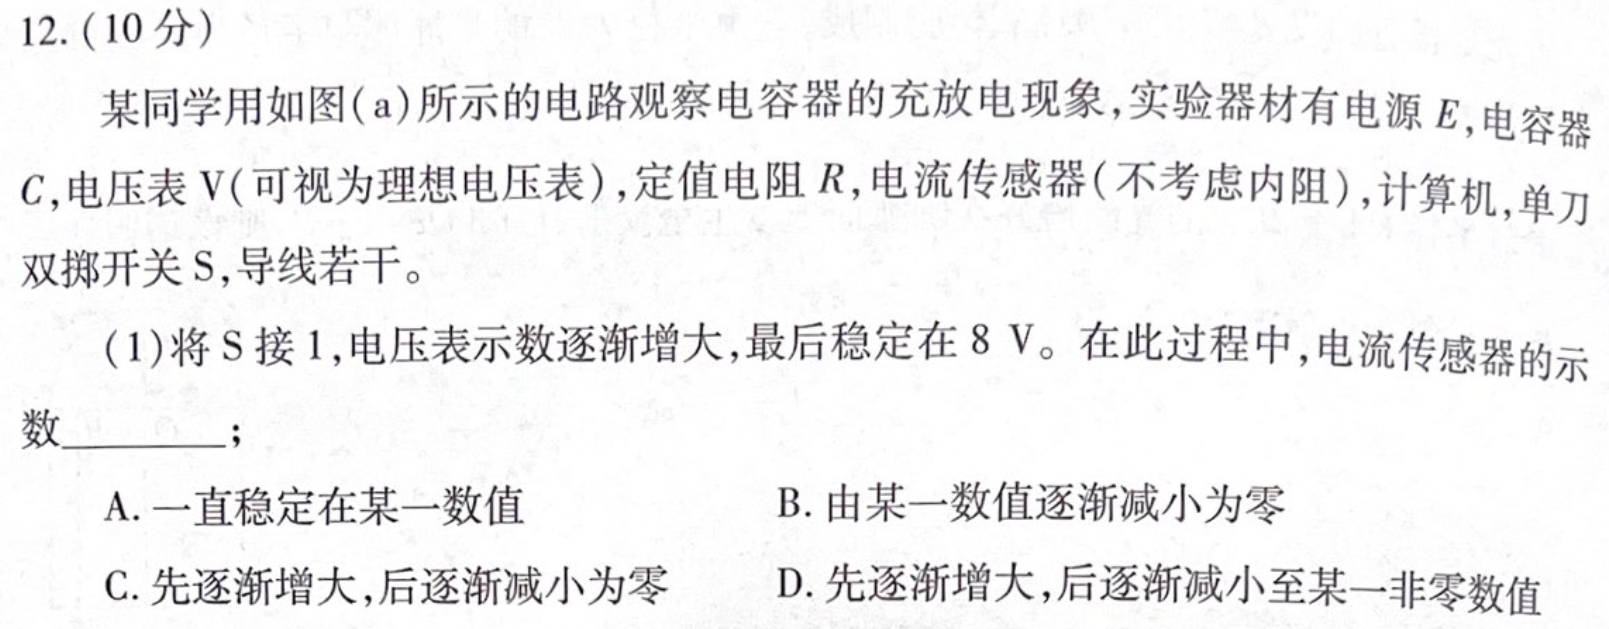 12.(10 分)
某同学用如图(a)所示的电路观察电容器的充放电现象,实验器材有电源 E,电容器
C,电压表 V(可视为理想电压表),定值电阻 R,电流传感器(不考虑内阻),计算机,单刀
双掷开关 S,导线若干。
(1)将 S 接 1,电压表示数逐渐增大,最后稳定在 8 V。在此过程中,电流传感器的示
数________;
A. 一直稳定在某一数值 B. 由某一数值逐渐减小为零
C. 先逐渐增大,后逐渐减小为零 D. 先逐渐增大,后逐渐减小至某一非零数值